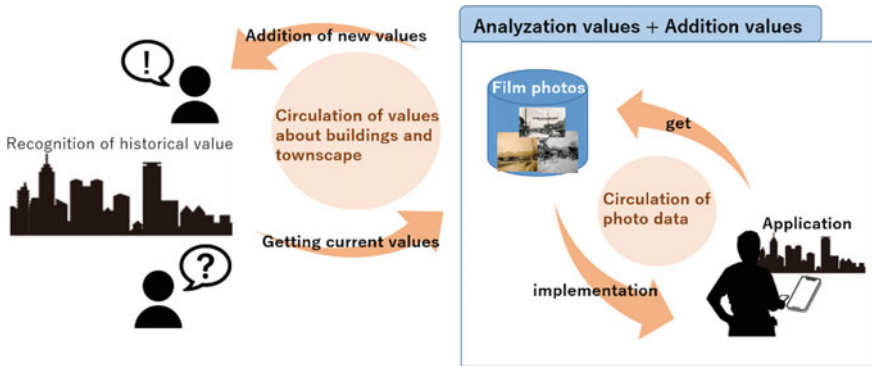 Addition of new values
!
Recognition of historical value
Circulation of values
about buildings and
townscape
Getting current values
?
Analyzation values + Addition values
Film photos
get
Circulation of
photo data
Application
implementation